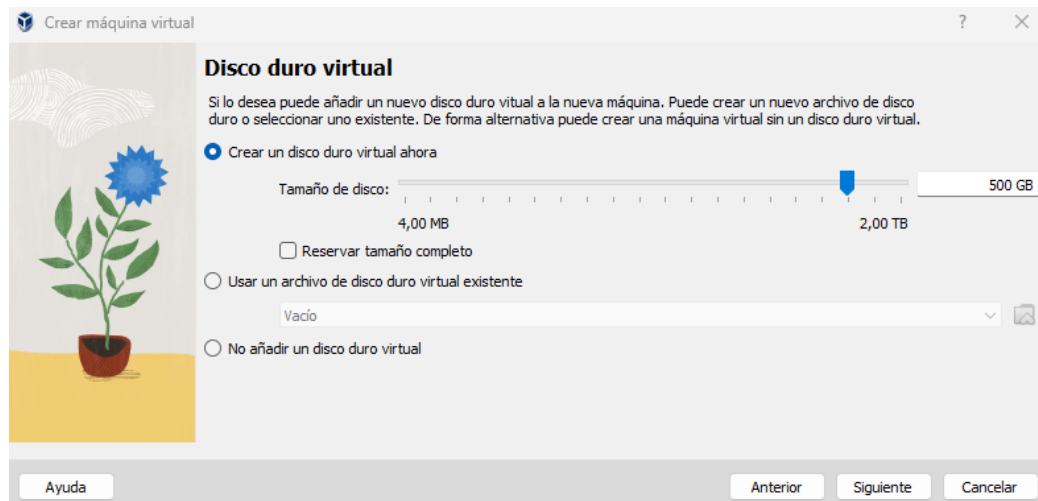 Crear máquina virtual
?
Disco duro virtual
Si lo desea puede añadir un nuevo disco duro vitual a la nueva máquina. Puede crear un nuevo archivo de disco
duro o seleccionar uno existente. De forma alternativa puede crear una máquina virtual sin un disco duro virtual.
Crear un disco duro virtual ahora
Tamaño de disco:
500 GB
4,00 MB 2,00 TB
Reservar tamaño completo
Usar un archivo de disco duro virtual existente
Vacío
No añadir un disco duro virtual
Ayuda Anterior Siguiente Cancelar